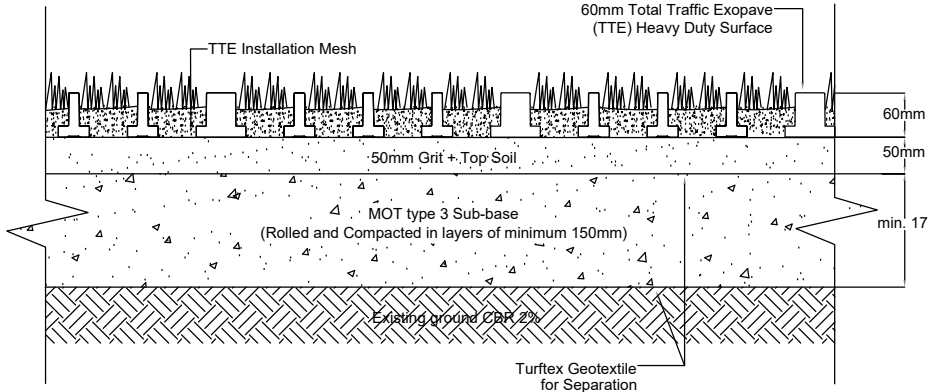 60mm Total Traffic Exopave
(TTE) Heavy Duty Surface
TTE Installation Mesh
60mm
50mm Grit + Top Soil
50mm
MOT type 3 Sub-base
(Rolled and Compacted in layers of minimum 150mm)
min. 17
Existing ground CBR 2%
Turftex Geotextile
for Separation